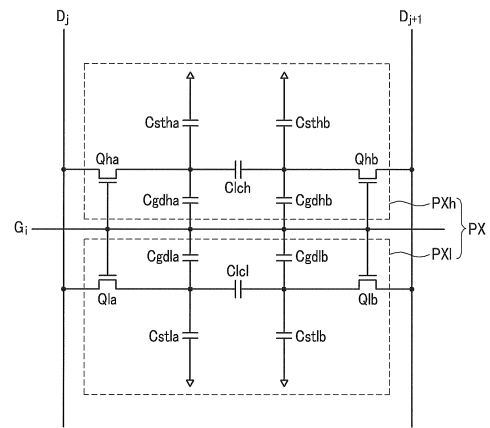 Dj Dj+1
Cstha Csthb
Qha Qhb
Clch
Cgdha Cgdhb PXh
Gi PX
Cgdla Clcl Cgdlb PXl
Qla Qlb
Cstla Cstlb